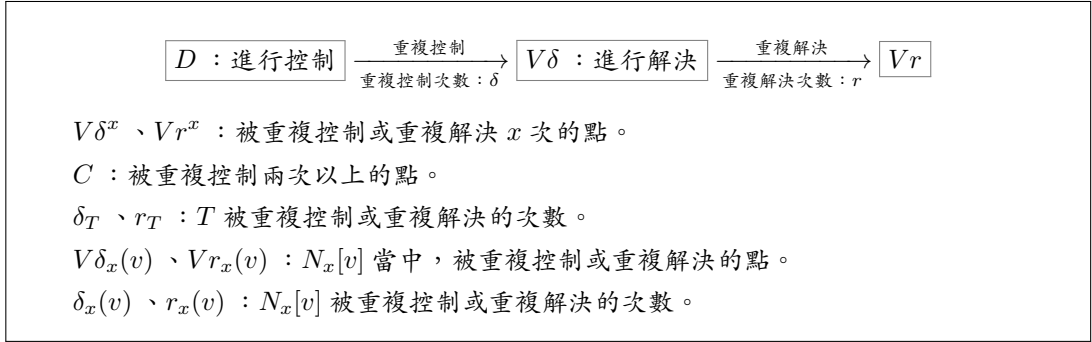 重複控制 重複解決
D ：進行控制 → Vδ ：進行解決 → Vr
重複控制次數：δ 重複解決次數：r
Vδ^x 、Vr^x ：被重複控制或重複解決 x 次的點。
C ：被重複控制兩次以上的點。
δ_T 、r_T ：T 被重複控制或重複解決的次數。
Vδ_x(v) 、Vr_x(v) ：N_x[v] 當中，被重複控制或重複解決的點。
δ_x(v) 、r_x(v) ：N_x[v] 被重複控制或重複解決的次數。